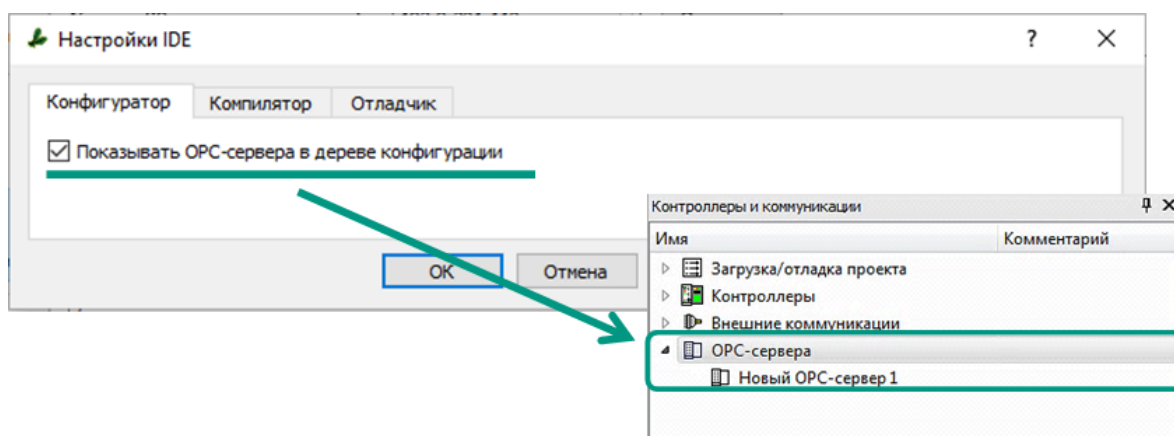 Настройки IDE
?
Конфигуратор Компилятор Отладчик
Показывать OPC-сервера в дереве конфигурации
OK Отмена
Контроллеры и коммуникации
Имя Комментарий
Загрузка/отладка проекта
Контроллеры
Внешние коммуникации
OPC-сервера
Новый OPC-сервер 1